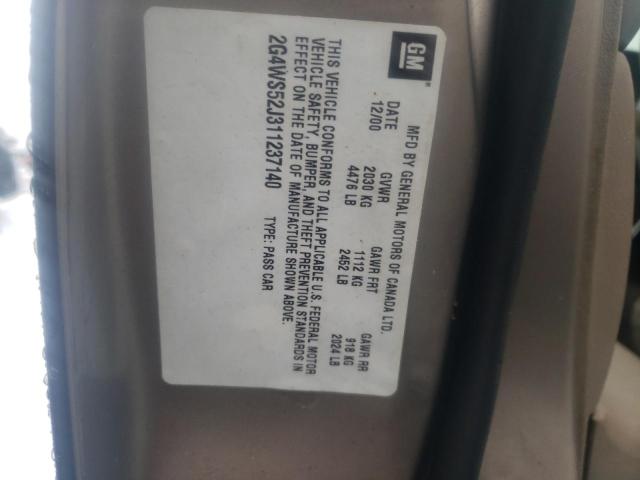 GM
MFD BY GENERAL MOTORS OF CANADA LTD.
DATE GVWR GAWR FRT GAWR RR
12/00 2030 KG 1112 KG 918 KG
4476 LB 2452 LB 2024 LB
THIS VEHICLE CONFORMS TO ALL APPLICABLE U.S. FEDERAL MOTOR
VEHICLE SAFETY, BUMPER, AND THEFT PREVENTION STANDARDS IN
EFFECT ON THE DATE OF MANUFACTURE SHOWN ABOVE.
2G4WS52J311237140 TYPE: PASS CAR